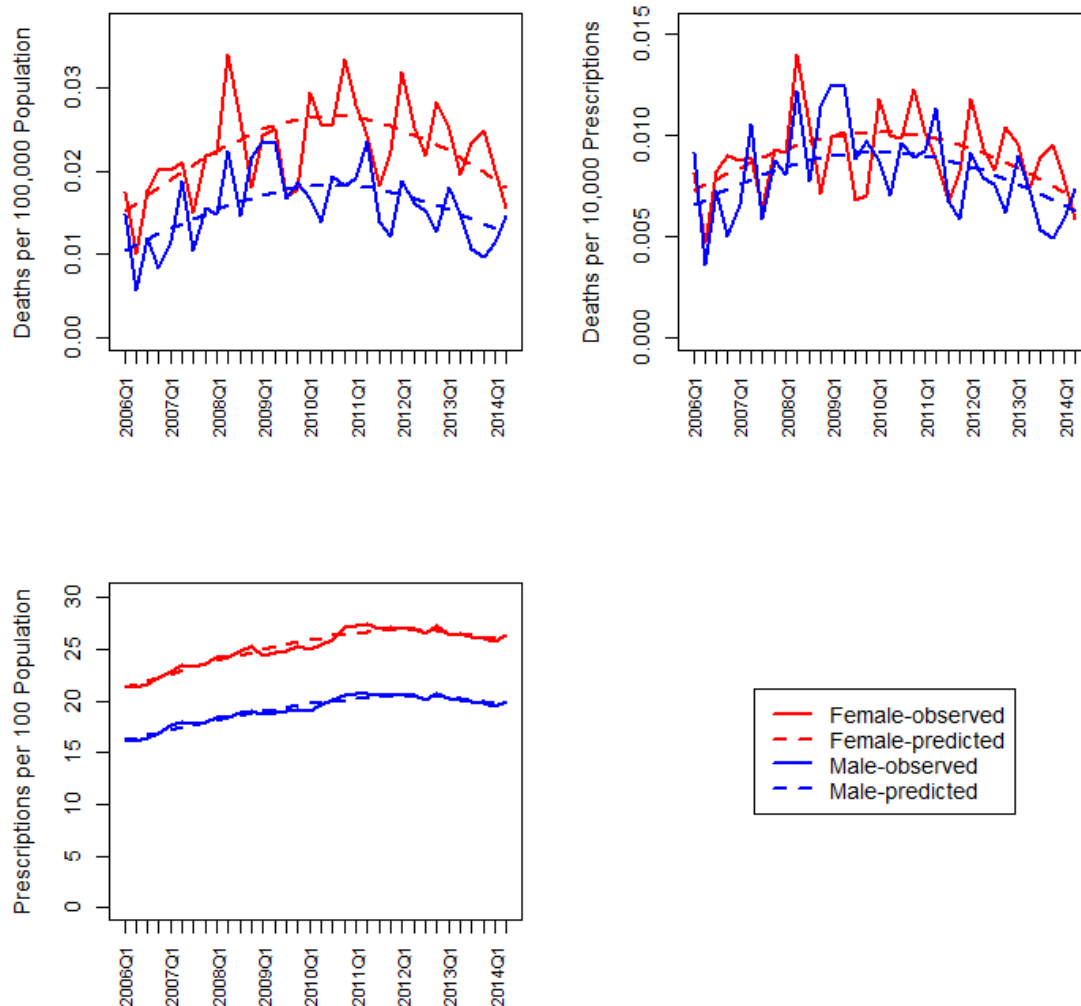 Deaths per 100,000 Population
0.03
0.02
0.01
0.00
2006Q1
2007Q1
2008Q1
2009Q1
2010Q1
2011Q1
2012Q1
2013Q1
2014Q1
Deaths per 10,000 Prescriptions
0.015
0.010
0.005
0.000
2006Q1
2007Q1
2008Q1
2009Q1
2010Q1
2011Q1
2012Q1
2013Q1
2014Q1
Prescriptions per 100 Population
30
25
20
15
10
5
0
2006Q1
2007Q1
2008Q1
2009Q1
2010Q1
2011Q1
2012Q1
2013Q1
2014Q1
Female-observed
Female-predicted
Male-observed
Male-predicted